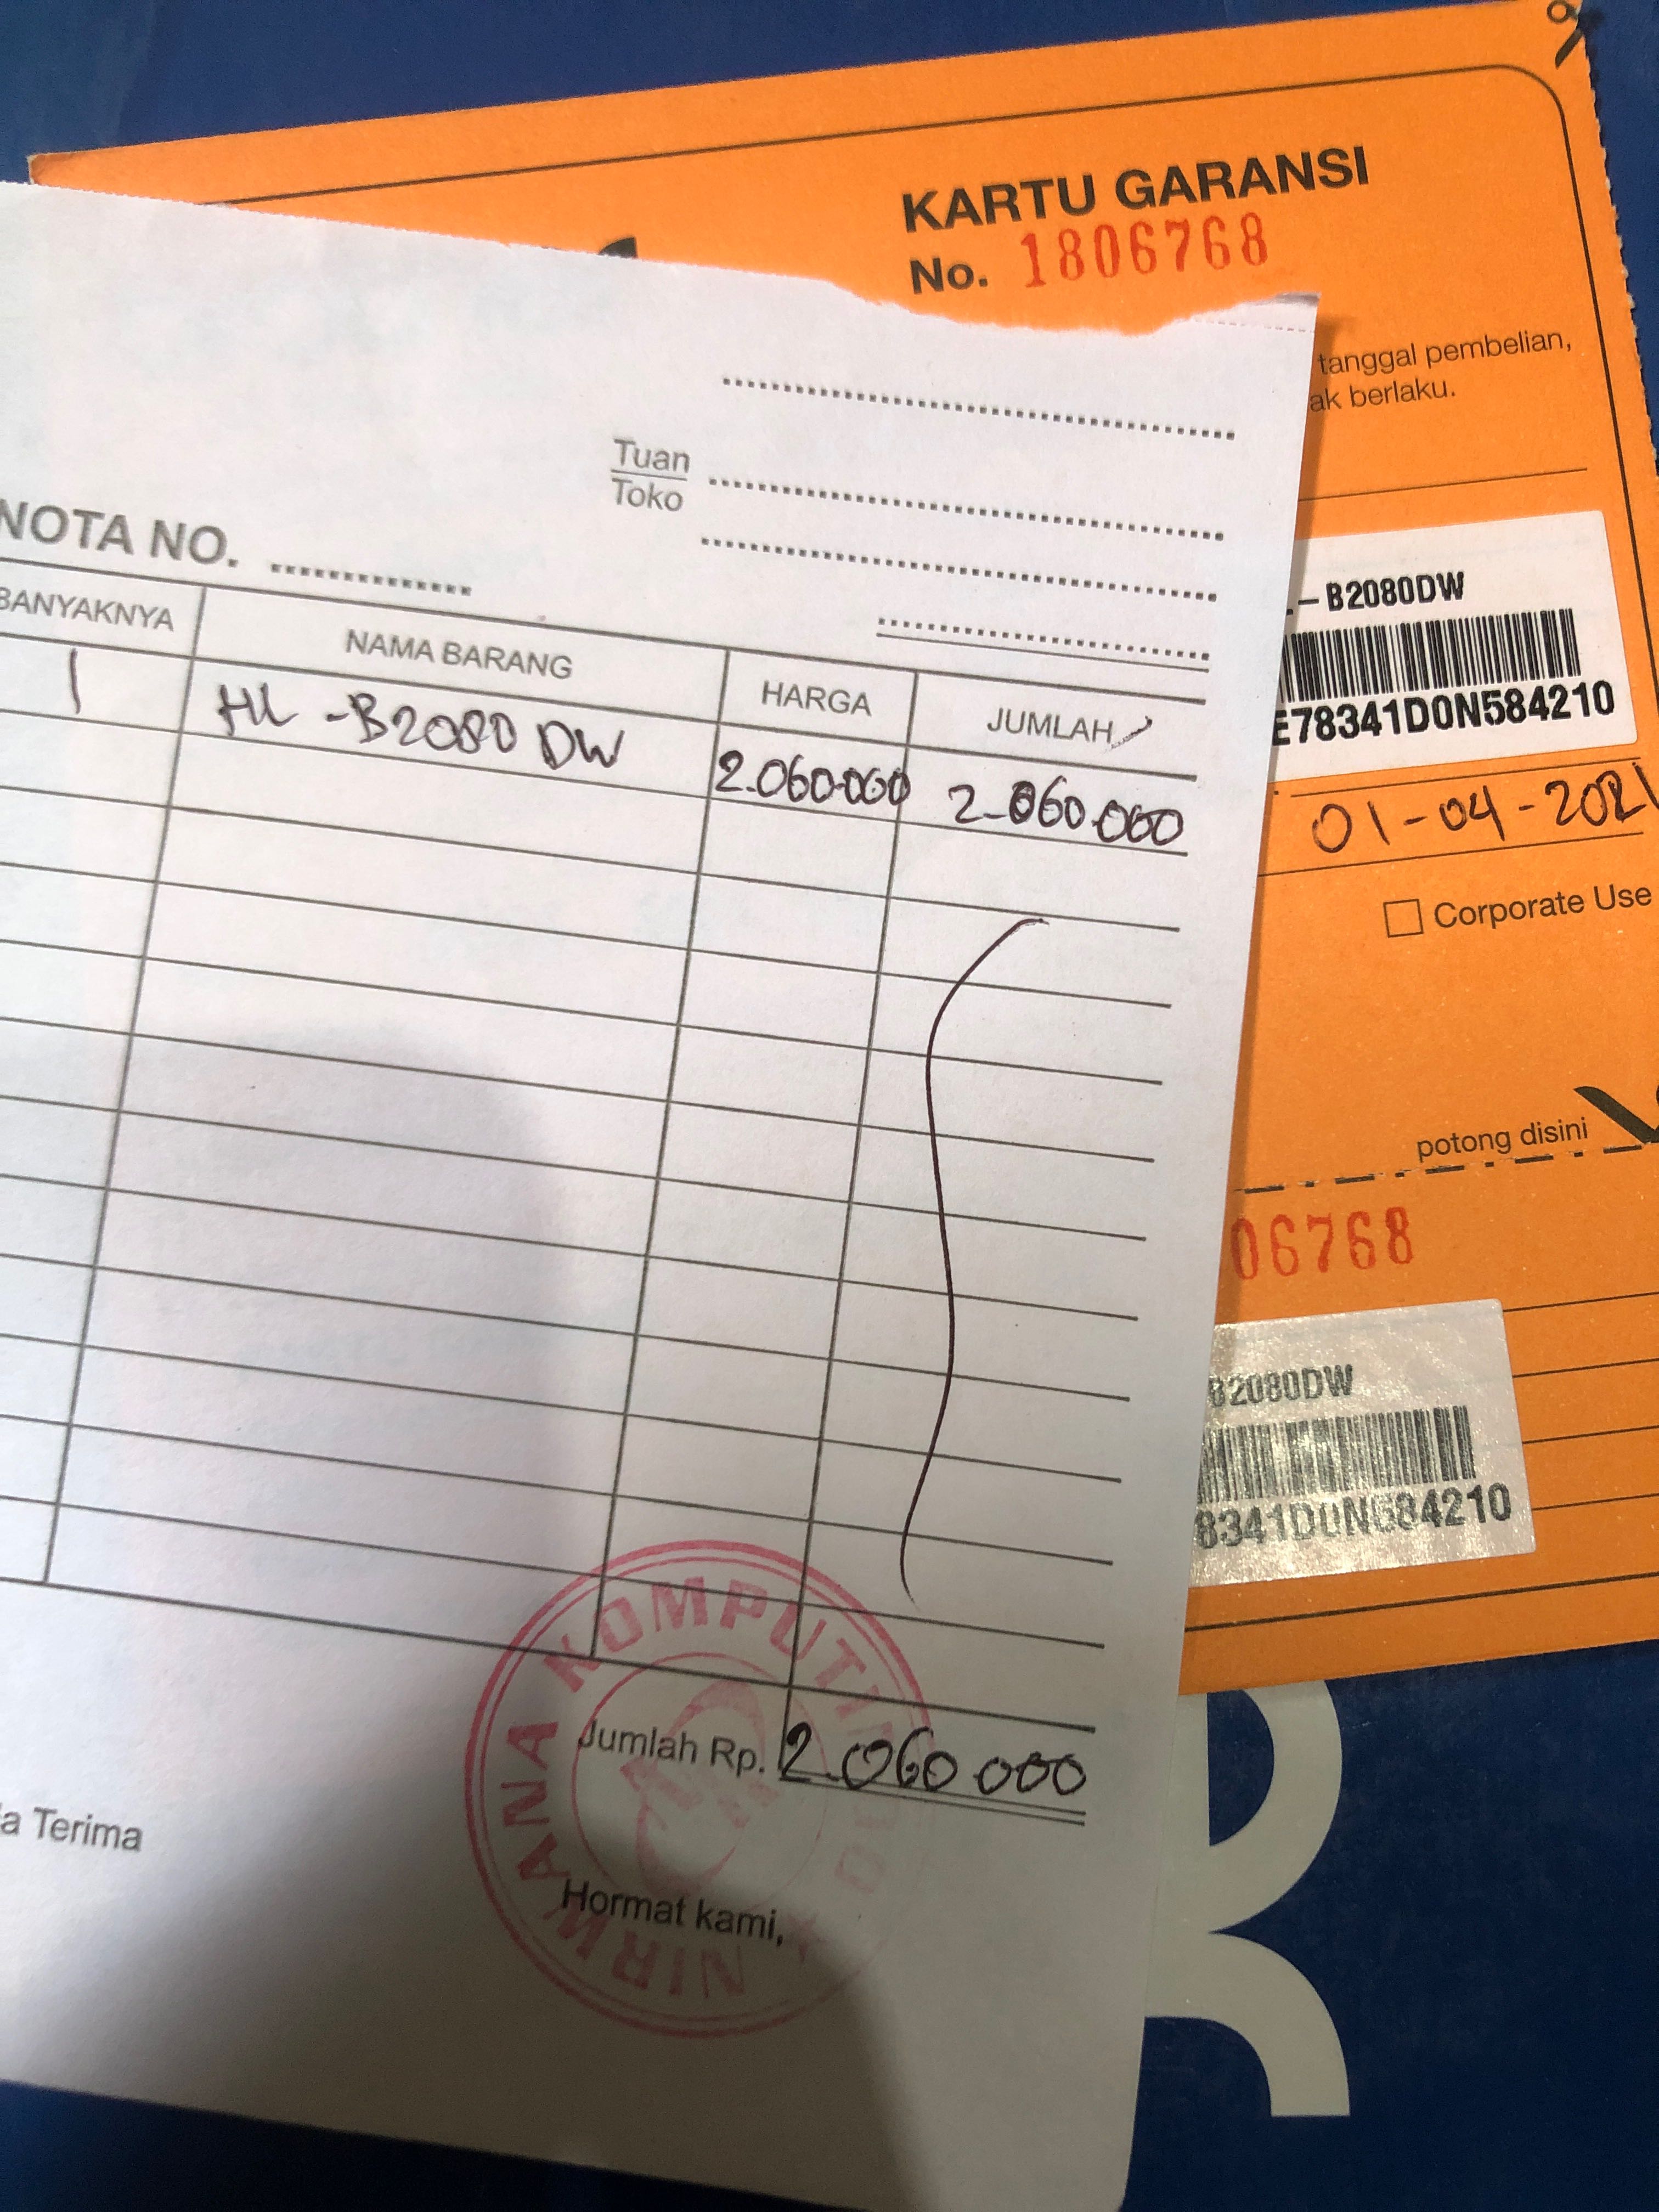 KARTU GARANSI
No. 1806768
tanggal pembelian,
ak berlaku.
Tuan
Toko
NOTA NO.
BANYAKNYA NAMA BARANG HARGA JUMLAH
1 HL-B2080DW 2.060.000 2.060.000
-B2080DW
E78341D0N584210
01-04-2021
Corporate Use
potong disini
06768
B2080DW
8341D0N584210
Jumlah Rp. 2.060.000
a Terima
Hormat kami,
NIRWANA KOMPUTI
R